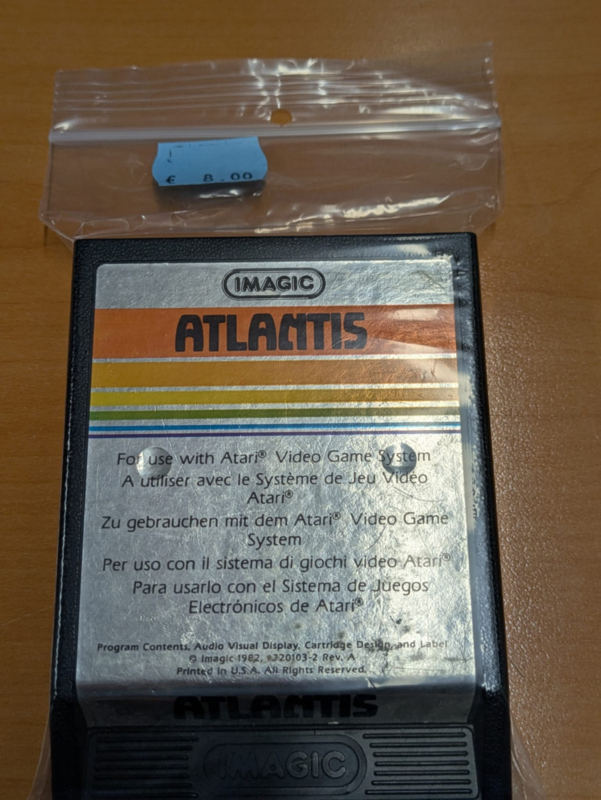 € 8.00
IMAGIC
ATLANTIS
For use with Atari® Video Game System
A utiliser avec le Système de Jeu Vidéo
Atari®
Zu gebrauchen mit dem Atari® Video Game
System
Per uso con il sistema di giochi video Atari®
Para usarlo con el Sistema de Juegos
Electrónicos de Atari®
Program Contents, Audio Visual Display, Cartridge Design, and Label
© Imagic 1982, #720103-2 Rev. A
Printed in U.S.A. All Rights Reserved.
ATLANTIS
IMAGIC